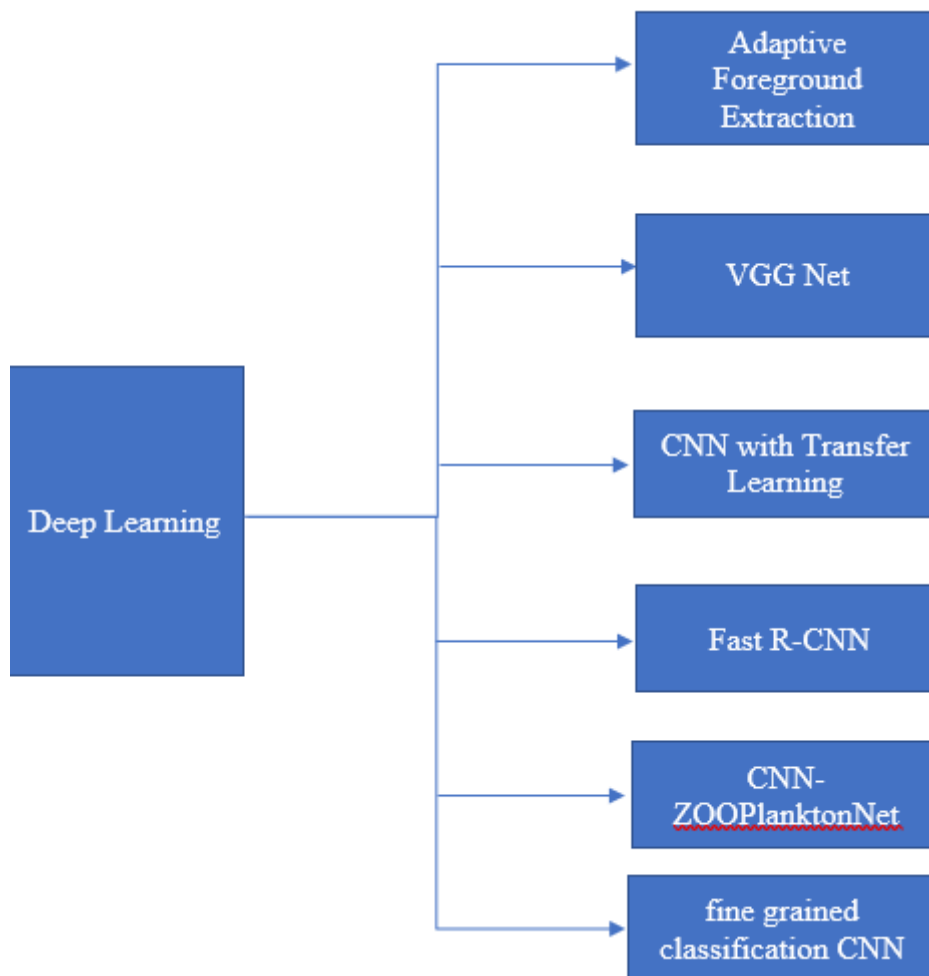 Adaptive
Foreground
Extraction
VGG Net
CNN with Transfer
Learning
Deep Learning
Fast R-CNN
CNN-
ZOOPlanktonNet
fine grained
classification CNN